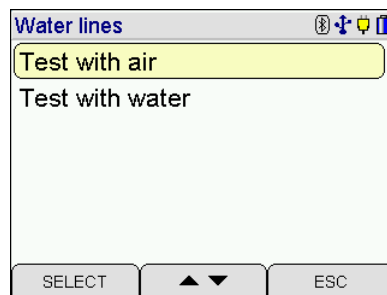 Water lines
Test with air
Test with water
SELECT
ESC